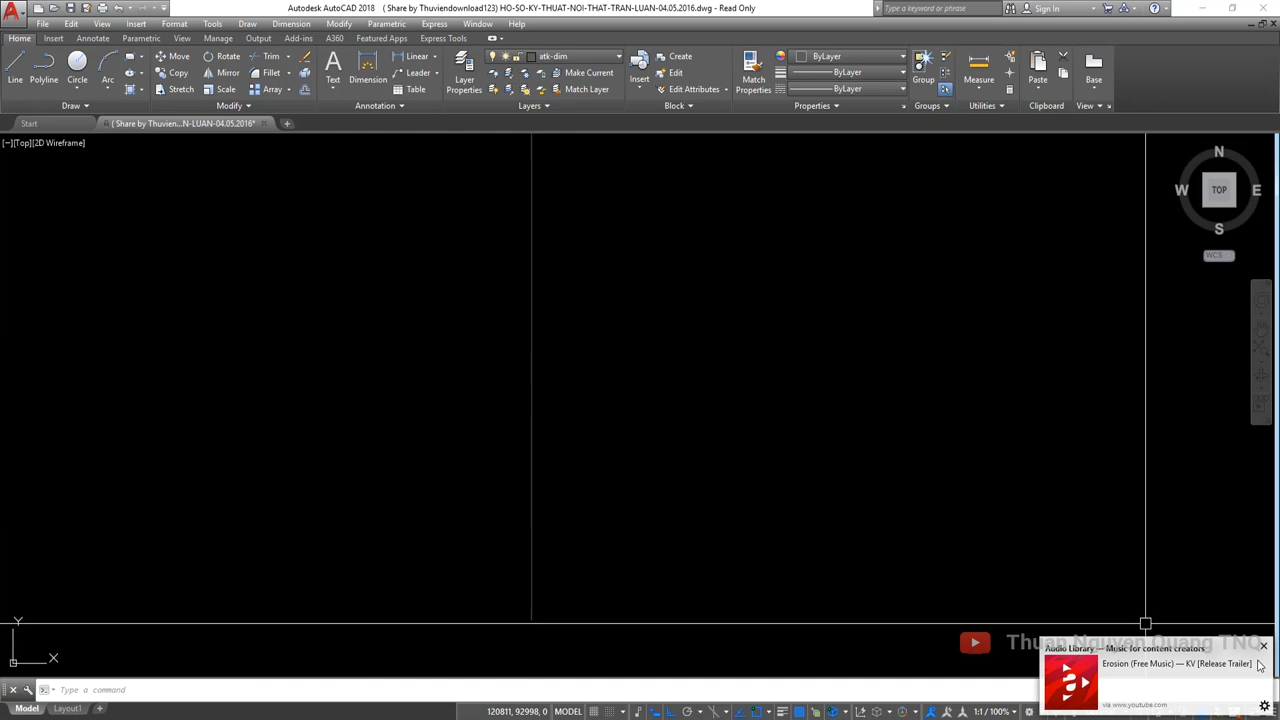 Autodesk AutoCAD 2018 ( Share by Thuviendownload123) HO-SO-KY-THUAT-NOI-THAT-TRAN-LUAN-04.05.2016.dwg - Read Only
Type a keyword or phrase
Sign In
File Edit View Insert Format Tools Draw Dimension Modify Parametric Express Window Help
Home Insert Annotate Parametric View Manage Output Add-ins A360 Featured Apps Express Tools
Line Polyline Circle Arc
Move Rotate Trim
Copy Mirror Fillet
Stretch Scale Array
Text Dimension
Linear
Leader
Table
Layer Properties
atk-dim
Make Current
Match Layer
Insert
Create
Edit
Edit Attributes
Match Properties
ByLayer
ByLayer
ByLayer
Group
Measure
Paste
Base
Draw Modify Annotation Layers Block Properties Groups Utilities Clipboard View
Start
( Share by Thuvien...N-LUAN-04.05.2016*
[−][Top][2D Wireframe]
N
W TOP E
S
WCS
Y
X
Thuan Nguyen Quang TNQ
Audio Library — Music for content creators
Erosion (Free Music) — KV [Release Trailer]
via www.youtube.com
Type a command
Model Layout1
120811, 92998, 0 MODEL
1:1 / 100%